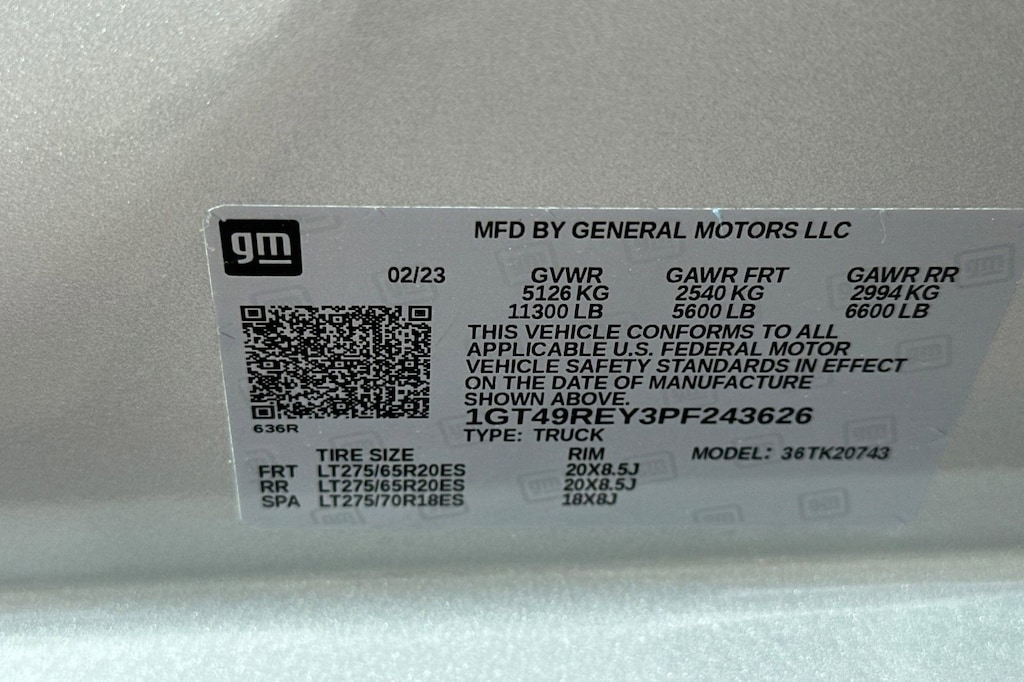 gm
MFD BY GENERAL MOTORS LLC
02/23 GVWR GAWR FRT GAWR RR
5126 KG 2540 KG 2994 KG
11300 LB 5600 LB 6600 LB
THIS VEHICLE CONFORMS TO ALL
APPLICABLE U.S. FEDERAL MOTOR
VEHICLE SAFETY STANDARDS IN EFFECT
ON THE DATE OF MANUFACTURE
SHOWN ABOVE.
1GT49REY3PF243626
636R
TYPE: TRUCK
TIRE SIZE RIM MODEL: 36TK20743
FRT LT275/65R20ES 20X8.5J
RR LT275/65R20ES 20X8.5J
SPA LT275/70R18ES 18X8J